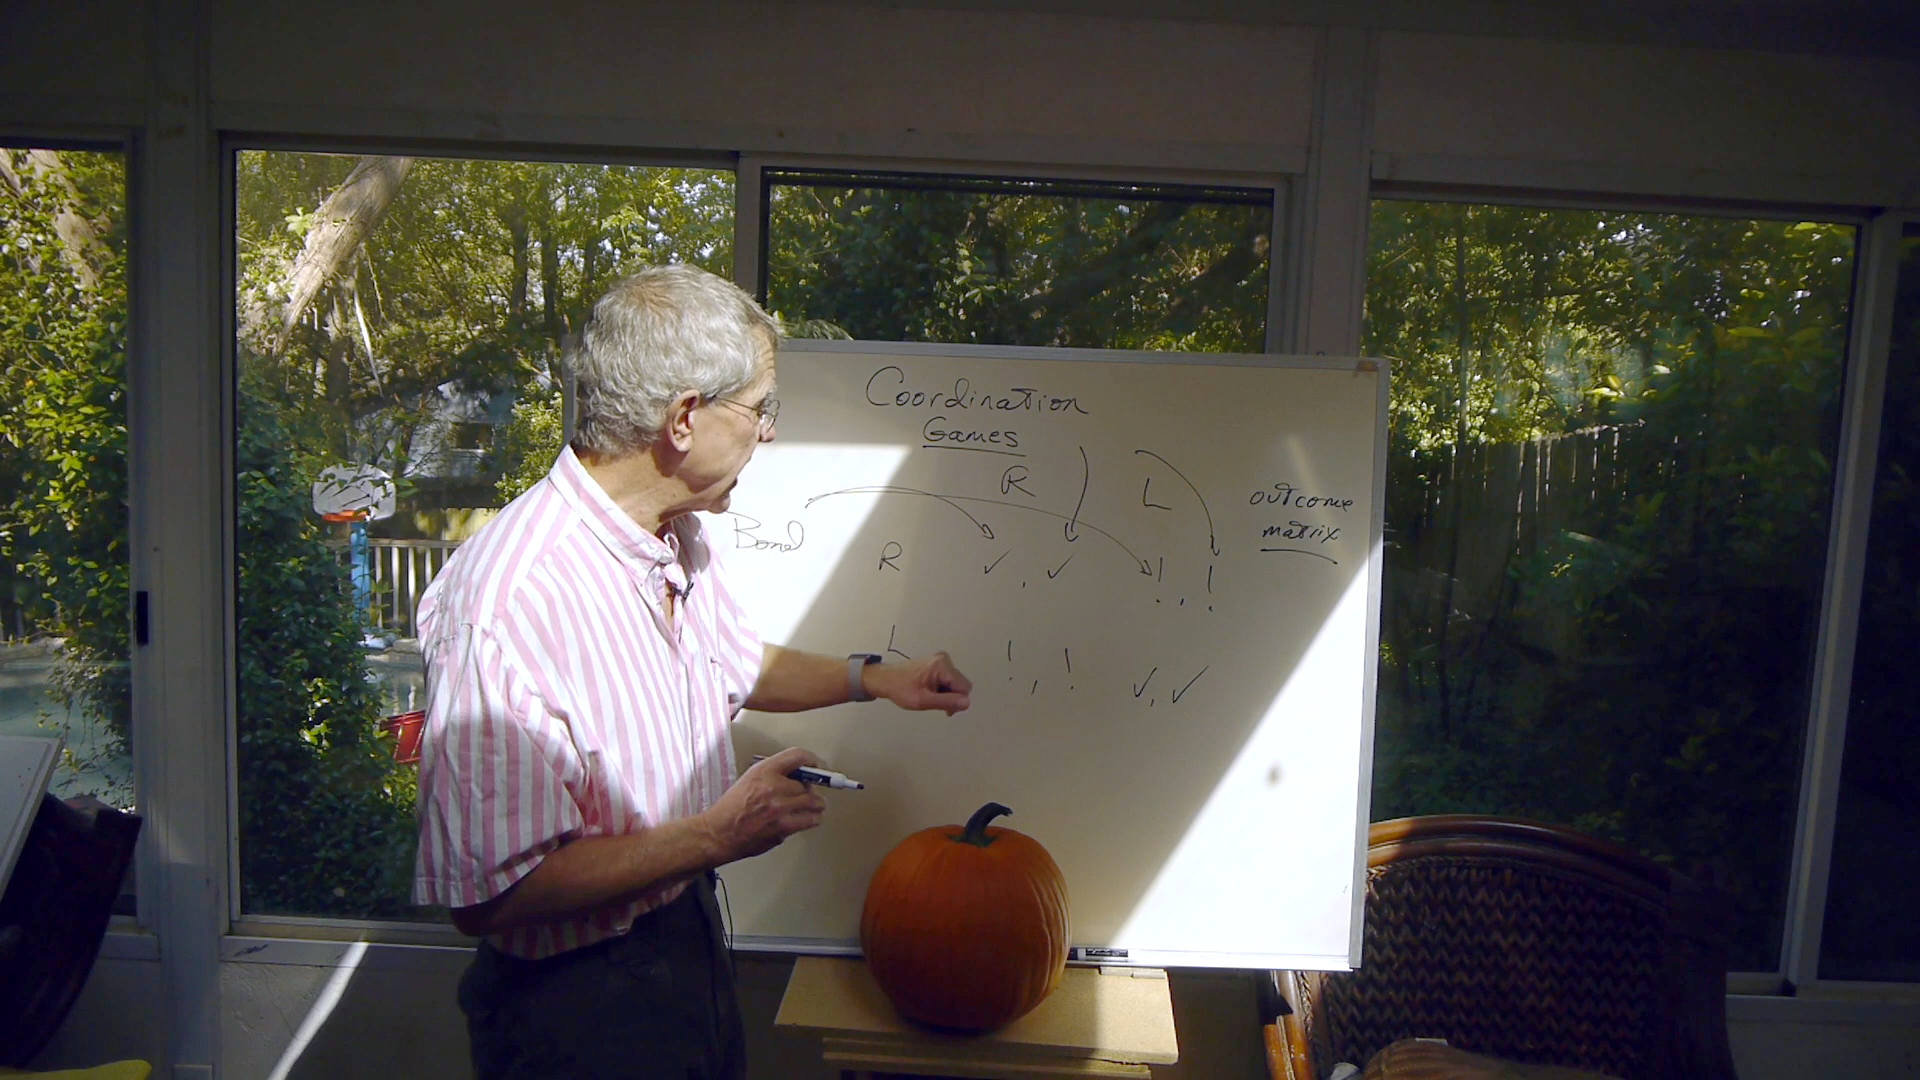 Coordination
Games
R L
outcome
matrix
Bond
R ✓, ✓ !, !
L !, ! ✓, ✓